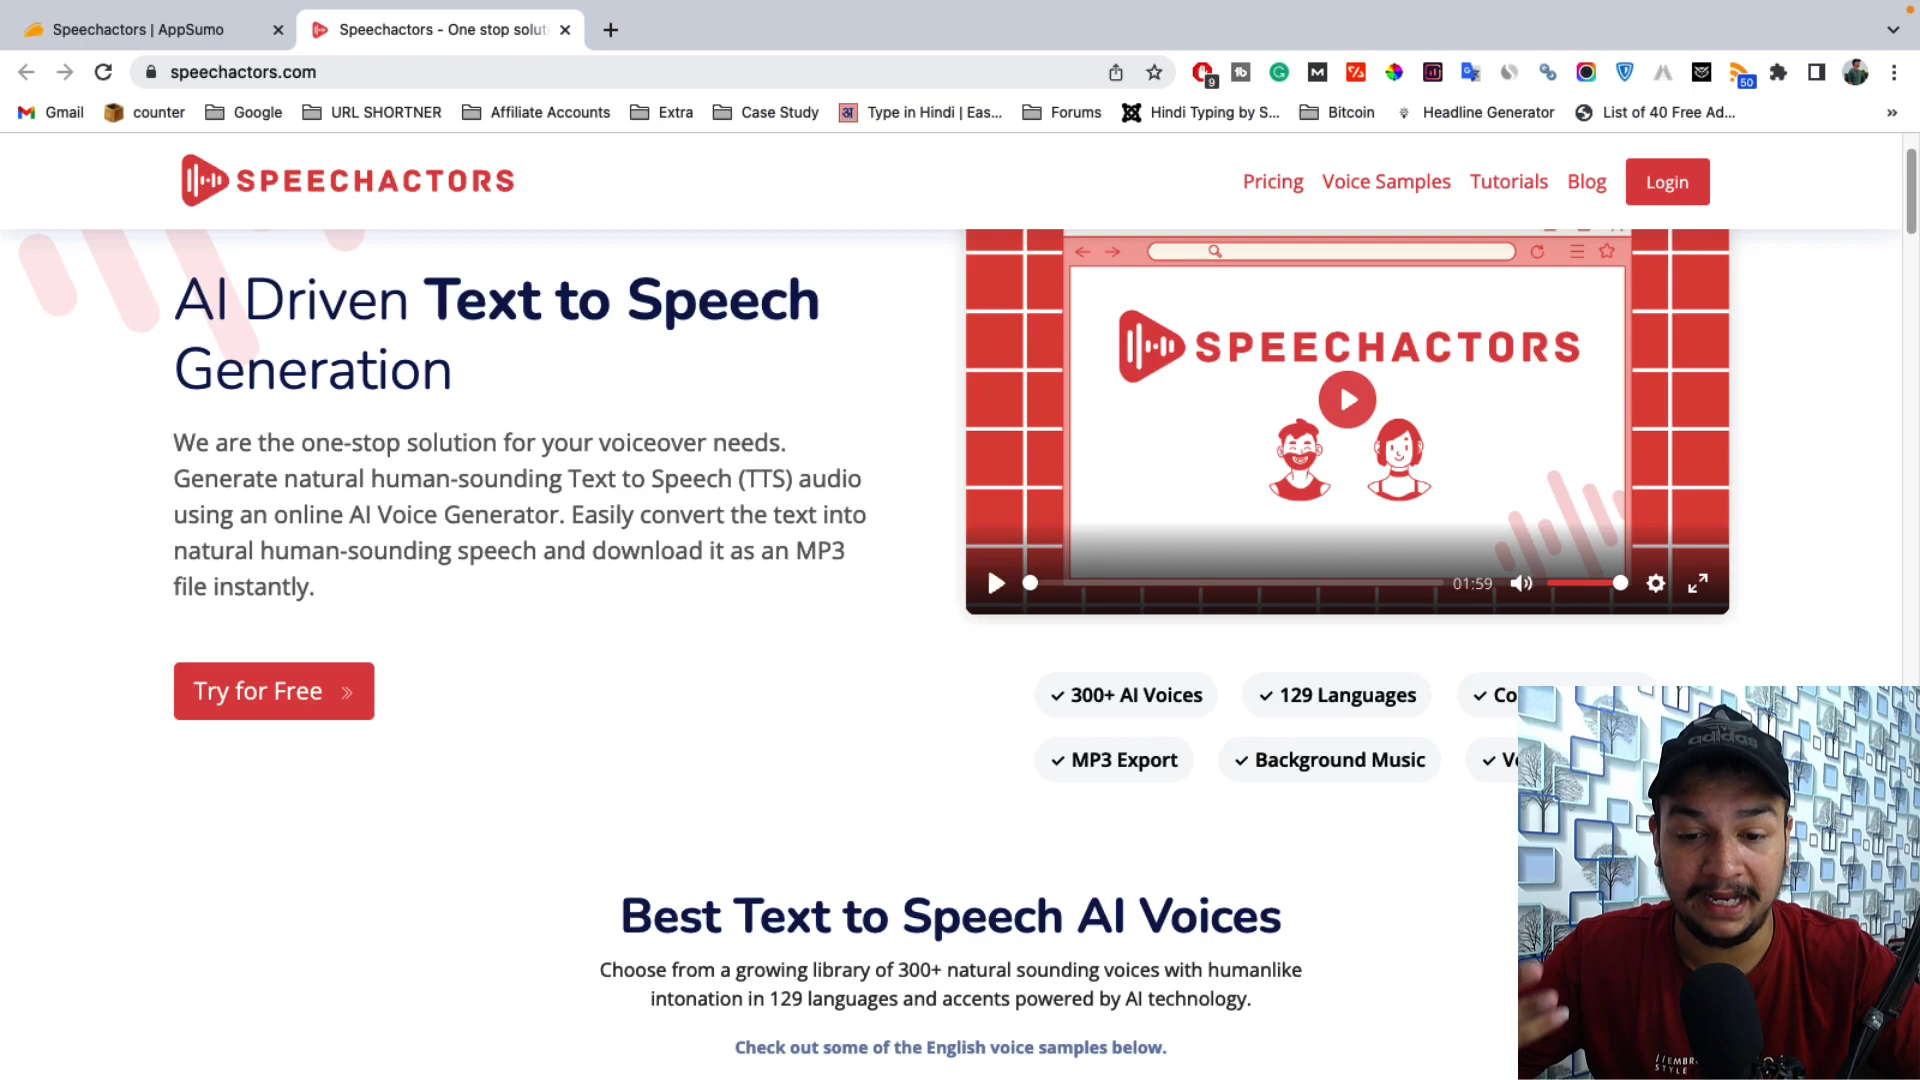 Speechactors | AppSumo
Speechactors - One stop solut
speechactors.com
9
50
Gmail
counter
Google
URL SHORTNER
Affiliate Accounts
Extra
Case Study
Type in Hindi | Eas...
Forums
Hindi Typing by S...
Bitcoin
Headline Generator
List of 40 Free Ad...
»
SPEECHACTORS
Pricing
Voice Samples
Tutorials
Blog
Login
AI Driven Text to Speech
Generation
We are the one-stop solution for your voiceover needs.
Generate natural human-sounding Text to Speech (TTS) audio
using an online AI Voice Generator. Easily convert the text into
natural human-sounding speech and download it as an MP3
file instantly.
Try for Free »
SPEECHACTORS
01:59
✓ 300+ AI Voices
✓ 129 Languages
✓ Co
✓ MP3 Export
✓ Background Music
✓ V
Best Text to Speech AI Voices
Choose from a growing library of 300+ natural sounding voices with humanlike
intonation in 129 languages and accents powered by AI technology.
Check out some of the English voice samples below.
adidas
STYLE